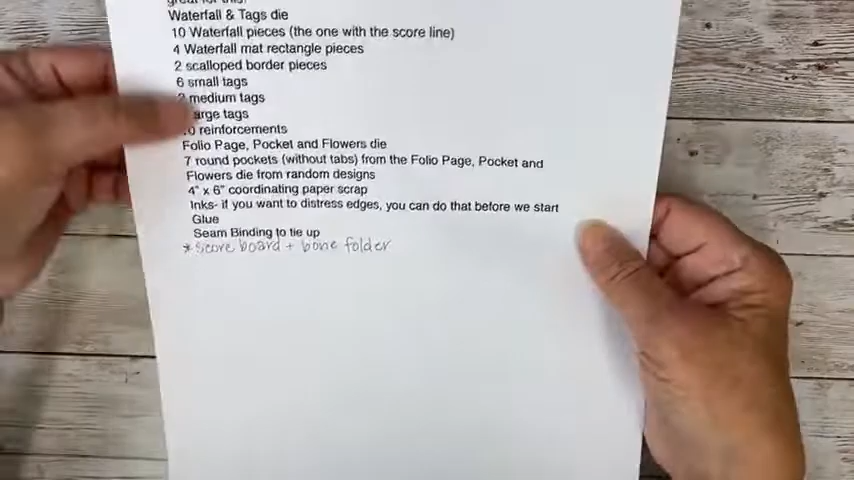 Waterfall & Tags die
10 Waterfall pieces (the one with the score line)
4 Waterfall mat rectangle pieces
2 scalloped border pieces
6 small tags
medium tags
tags
reinforcements
Folio Page, Pocket and Flowers die
7 round pockets (without tabs) from the Folio Page, Pocket and
Flowers die from random designs
4" x 6" coordinating paper scrap
Inks- if you want to distress edges, you can do that before we start
Glue
Seam Binding to tie up
*score board + bone folder